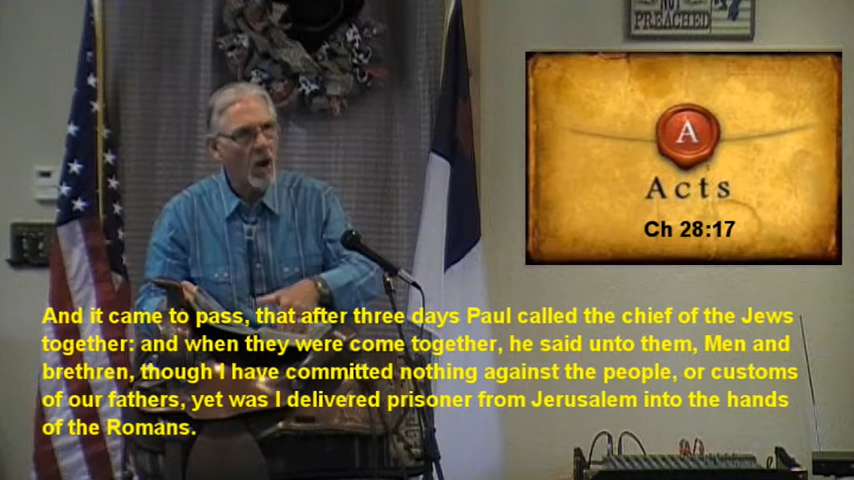 NOT
PREACHED
A
Acts
Ch 28:17
And it came to pass, that after three days Paul called the chief of the Jews
together: and when they were come together, he said unto them, Men and
brethren, though I have committed nothing against the people, or customs
of our fathers, yet was I delivered prisoner from Jerusalem into the hands
of the Romans.